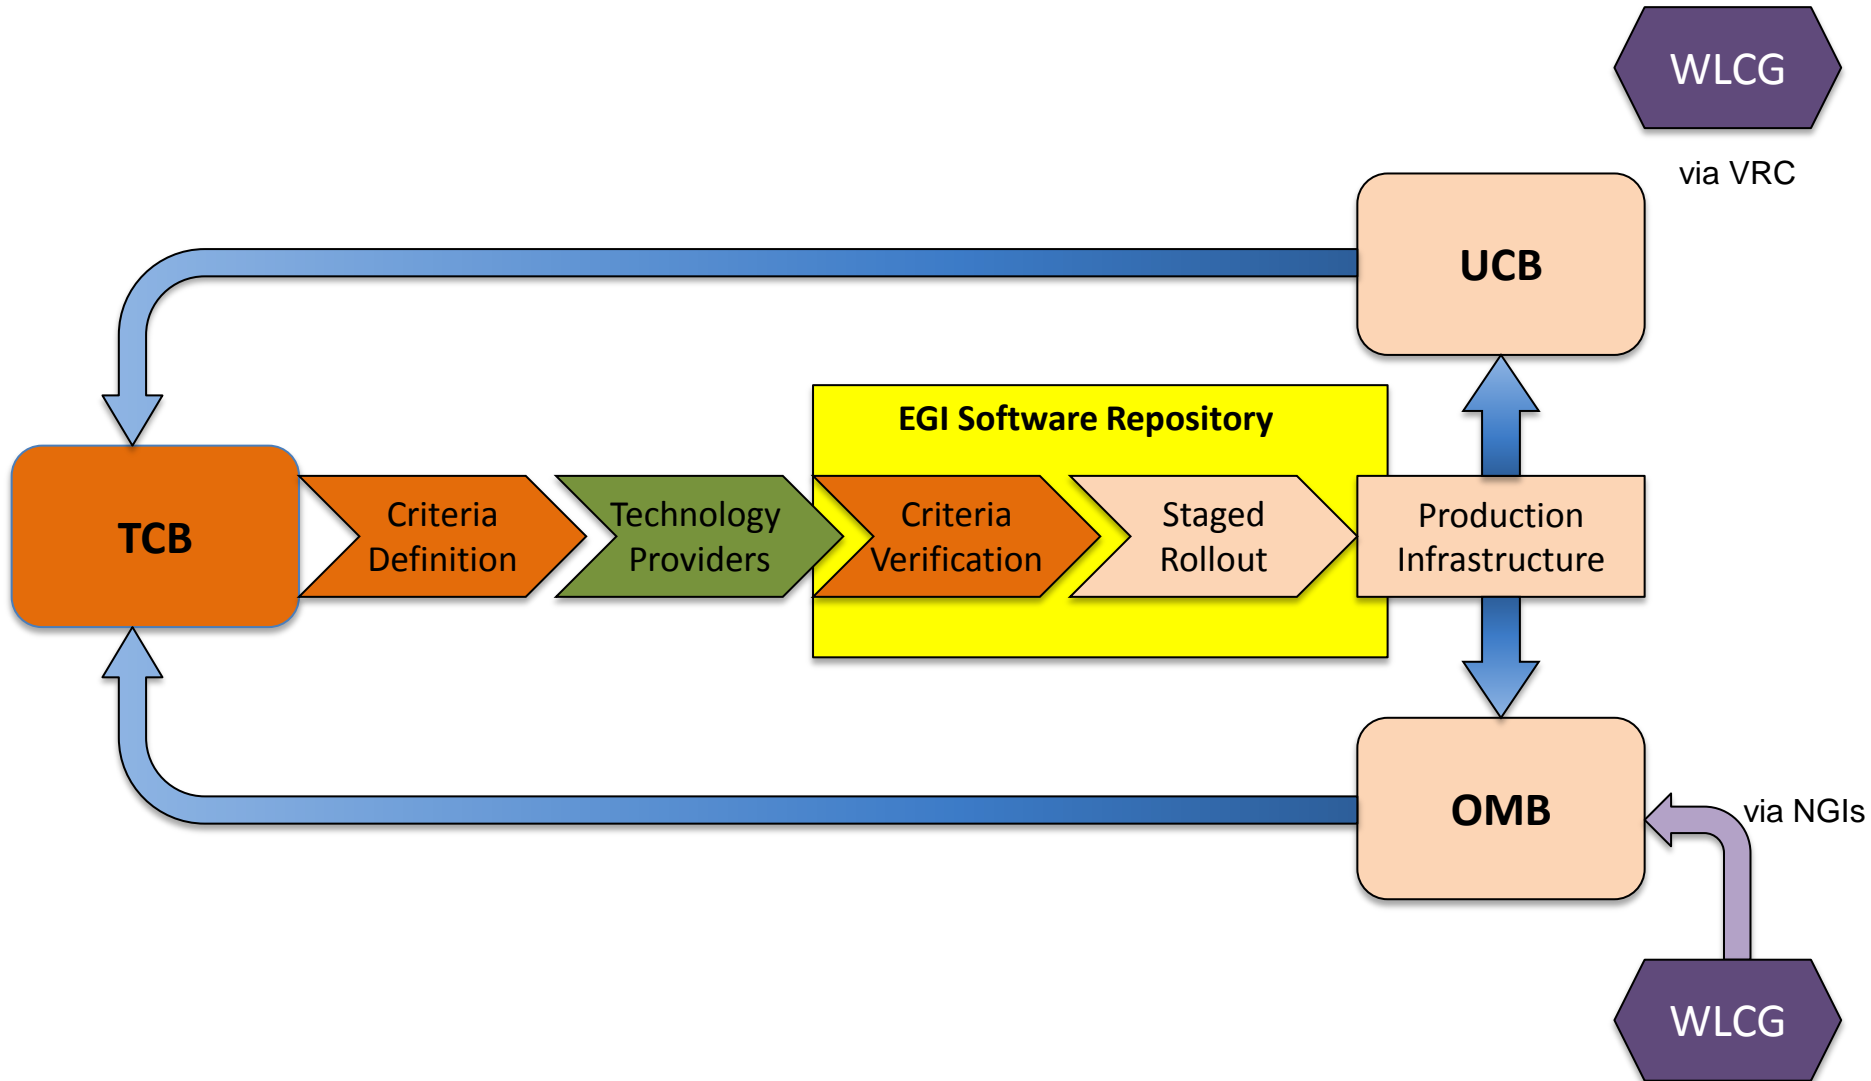 WLCG
via VRC
UCB
EGI Software Repository
TCB
Criteria
Definition
Technology
Providers
Criteria
Verification
Staged
Rollout
Production
Infrastructure
OMB
via NGIs
WLCG